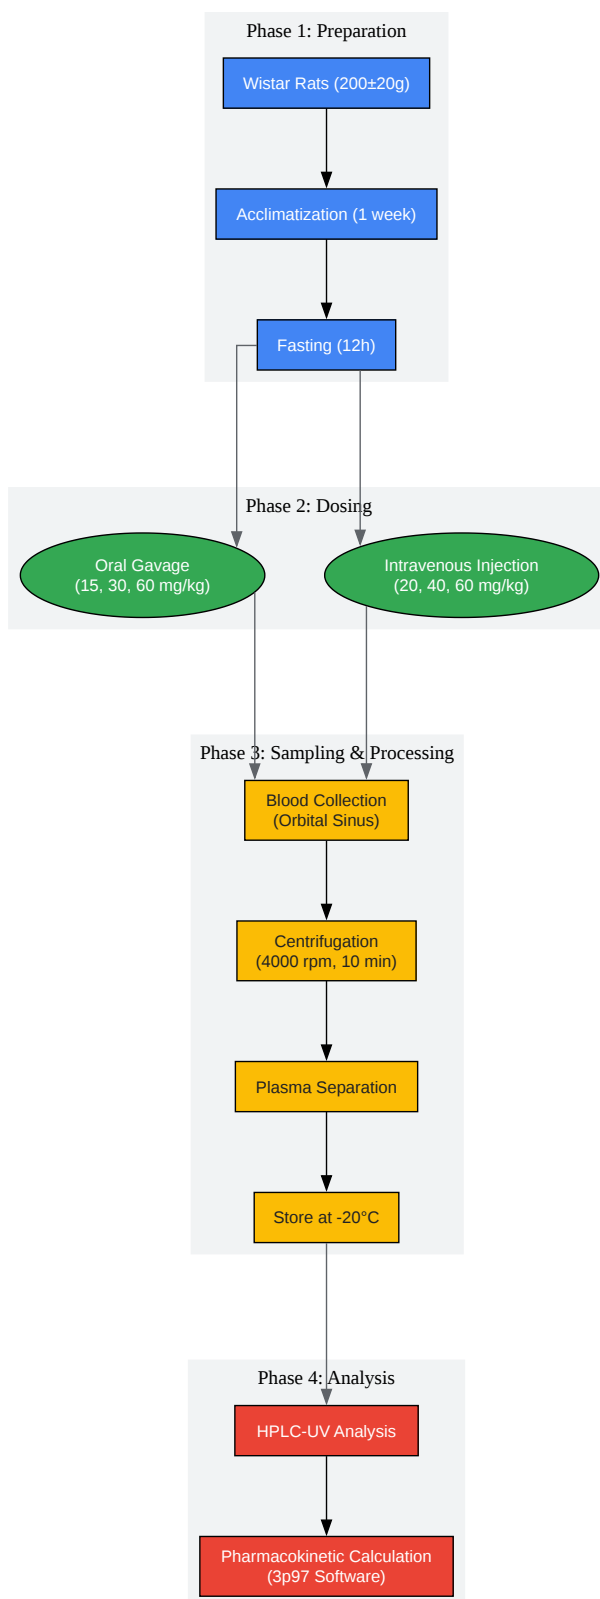 Phase 1: Preparation
Wistar Rats (200±20g)
Acclimatization (1 week)
Fasting (12h)
Phase 2: Dosing
Oral Gavage
(15, 30, 60 mg/kg)
Intravenous Injection
(20, 40, 60 mg/kg)
Phase 3: Sampling & Processing
Blood Collection
(Orbital Sinus)
Centrifugation
(4000 rpm, 10 min)
Plasma Separation
Store at -20°C
Phase 4: Analysis
HPLC-UV Analysis
Pharmacokinetic Calculation
(3p97 Software)